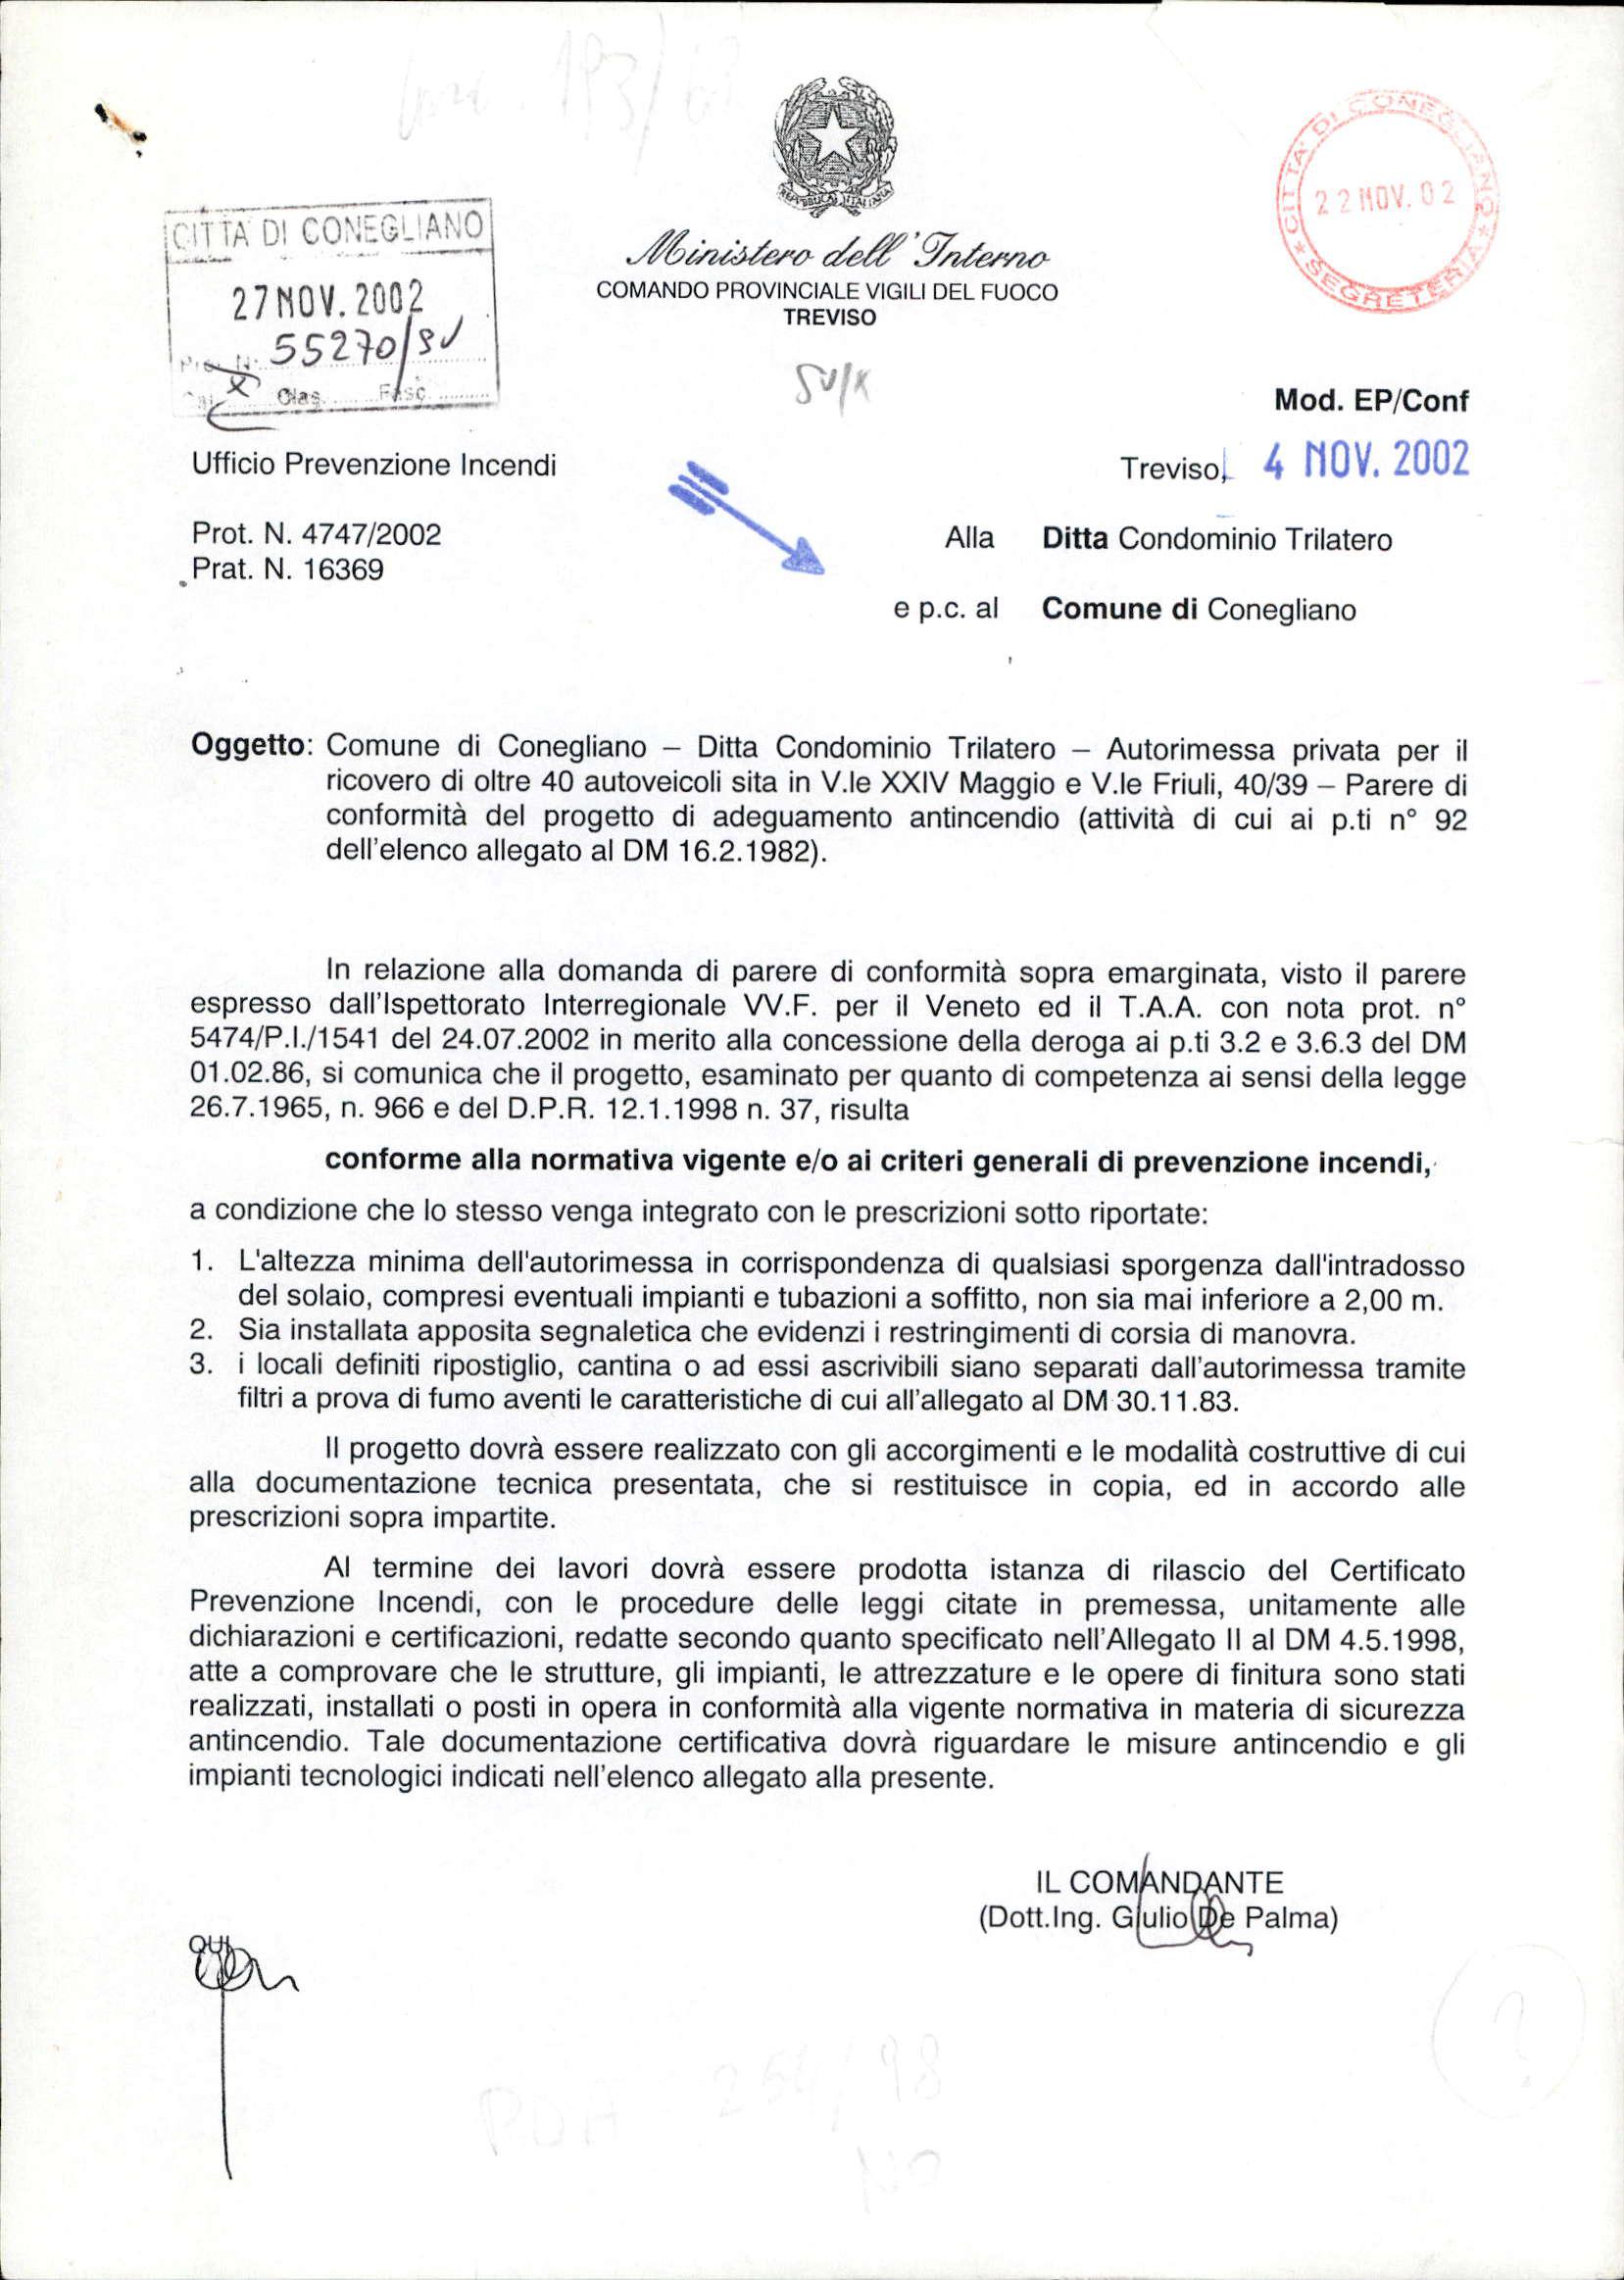 CITTA' DI CONEGLIANO
27 NOV. 2002
55270/SU
Clas. Fasc.
REPUBBLICA ITALIANA
Ministero dell'Interno
COMANDO PROVINCIALE VIGILI DEL FUOCO
TREVISO
CITTA' DI CONEGLIANO
22 NOV. 02
SEGRETERIA
SU/X
Mod. EP/Conf
Ufficio Prevenzione Incendi
Treviso, 4 NOV. 2002
Prot. N. 4747/2002
Prat. N. 16369
Alla Ditta Condominio Trilatero
e p.c. al Comune di Conegliano
Oggetto: Comune di Conegliano – Ditta Condominio Trilatero – Autorimessa privata per il
ricovero di oltre 40 autoveicoli sita in V.le XXIV Maggio e V.le Friuli, 40/39 – Parere di
conformità del progetto di adeguamento antincendio (attività di cui ai p.ti n° 92
dell'elenco allegato al DM 16.2.1982).
In relazione alla domanda di parere di conformità sopra emarginata, visto il parere
espresso dall'Ispettorato Interregionale VV.F. per il Veneto ed il T.A.A. con nota prot. n°
5474/P.I./1541 del 24.07.2002 in merito alla concessione della deroga ai p.ti 3.2 e 3.6.3 del DM
01.02.86, si comunica che il progetto, esaminato per quanto di competenza ai sensi della legge
26.7.1965, n. 966 e del D.P.R. 12.1.1998 n. 37, risulta
conforme alla normativa vigente e/o ai criteri generali di prevenzione incendi,
a condizione che lo stesso venga integrato con le prescrizioni sotto riportate:
1. L'altezza minima dell'autorimessa in corrispondenza di qualsiasi sporgenza dall'intradosso
del solaio, compresi eventuali impianti e tubazioni a soffitto, non sia mai inferiore a 2,00 m.
2. Sia installata apposita segnaletica che evidenzi i restringimenti di corsia di manovra.
3. i locali definiti ripostiglio, cantina o ad essi ascrivibili siano separati dall'autorimessa tramite
filtri a prova di fumo aventi le caratteristiche di cui all'allegato al DM 30.11.83.
Il progetto dovrà essere realizzato con gli accorgimenti e le modalità costruttive di cui
alla documentazione tecnica presentata, che si restituisce in copia, ed in accordo alle
prescrizioni sopra impartite.
Al termine dei lavori dovrà essere prodotta istanza di rilascio del Certificato
Prevenzione Incendi, con le procedure delle leggi citate in premessa, unitamente alle
dichiarazioni e certificazioni, redatte secondo quanto specificato nell'Allegato II al DM 4.5.1998,
atte a comprovare che le strutture, gli impianti, le attrezzature e le opere di finitura sono stati
realizzati, installati o posti in opera in conformità alla vigente normativa in materia di sicurezza
antincendio. Tale documentazione certificativa dovrà riguardare le misure antincendio e gli
impianti tecnologici indicati nell'elenco allegato alla presente.
IL COMANDANTE
(Dott.Ing. Giulio De Palma)